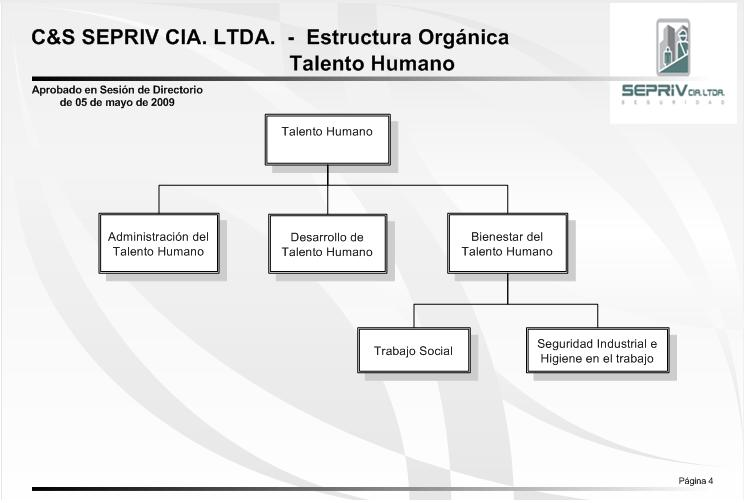 C&S SEPRIV CIA. LTDA. - Estructura Orgánica
Talento Humano
Aprobado en Sesión de Directorio
de 05 de mayo de 2009
SEPRIV CIA.LTDA.
SEGURIDAD
Talento Humano
Administración del
Talento Humano
Desarrollo de
Talento Humano
Bienestar del
Talento Humano
Trabajo Social
Seguridad Industrial e
Higiene en el trabajo
Página 4